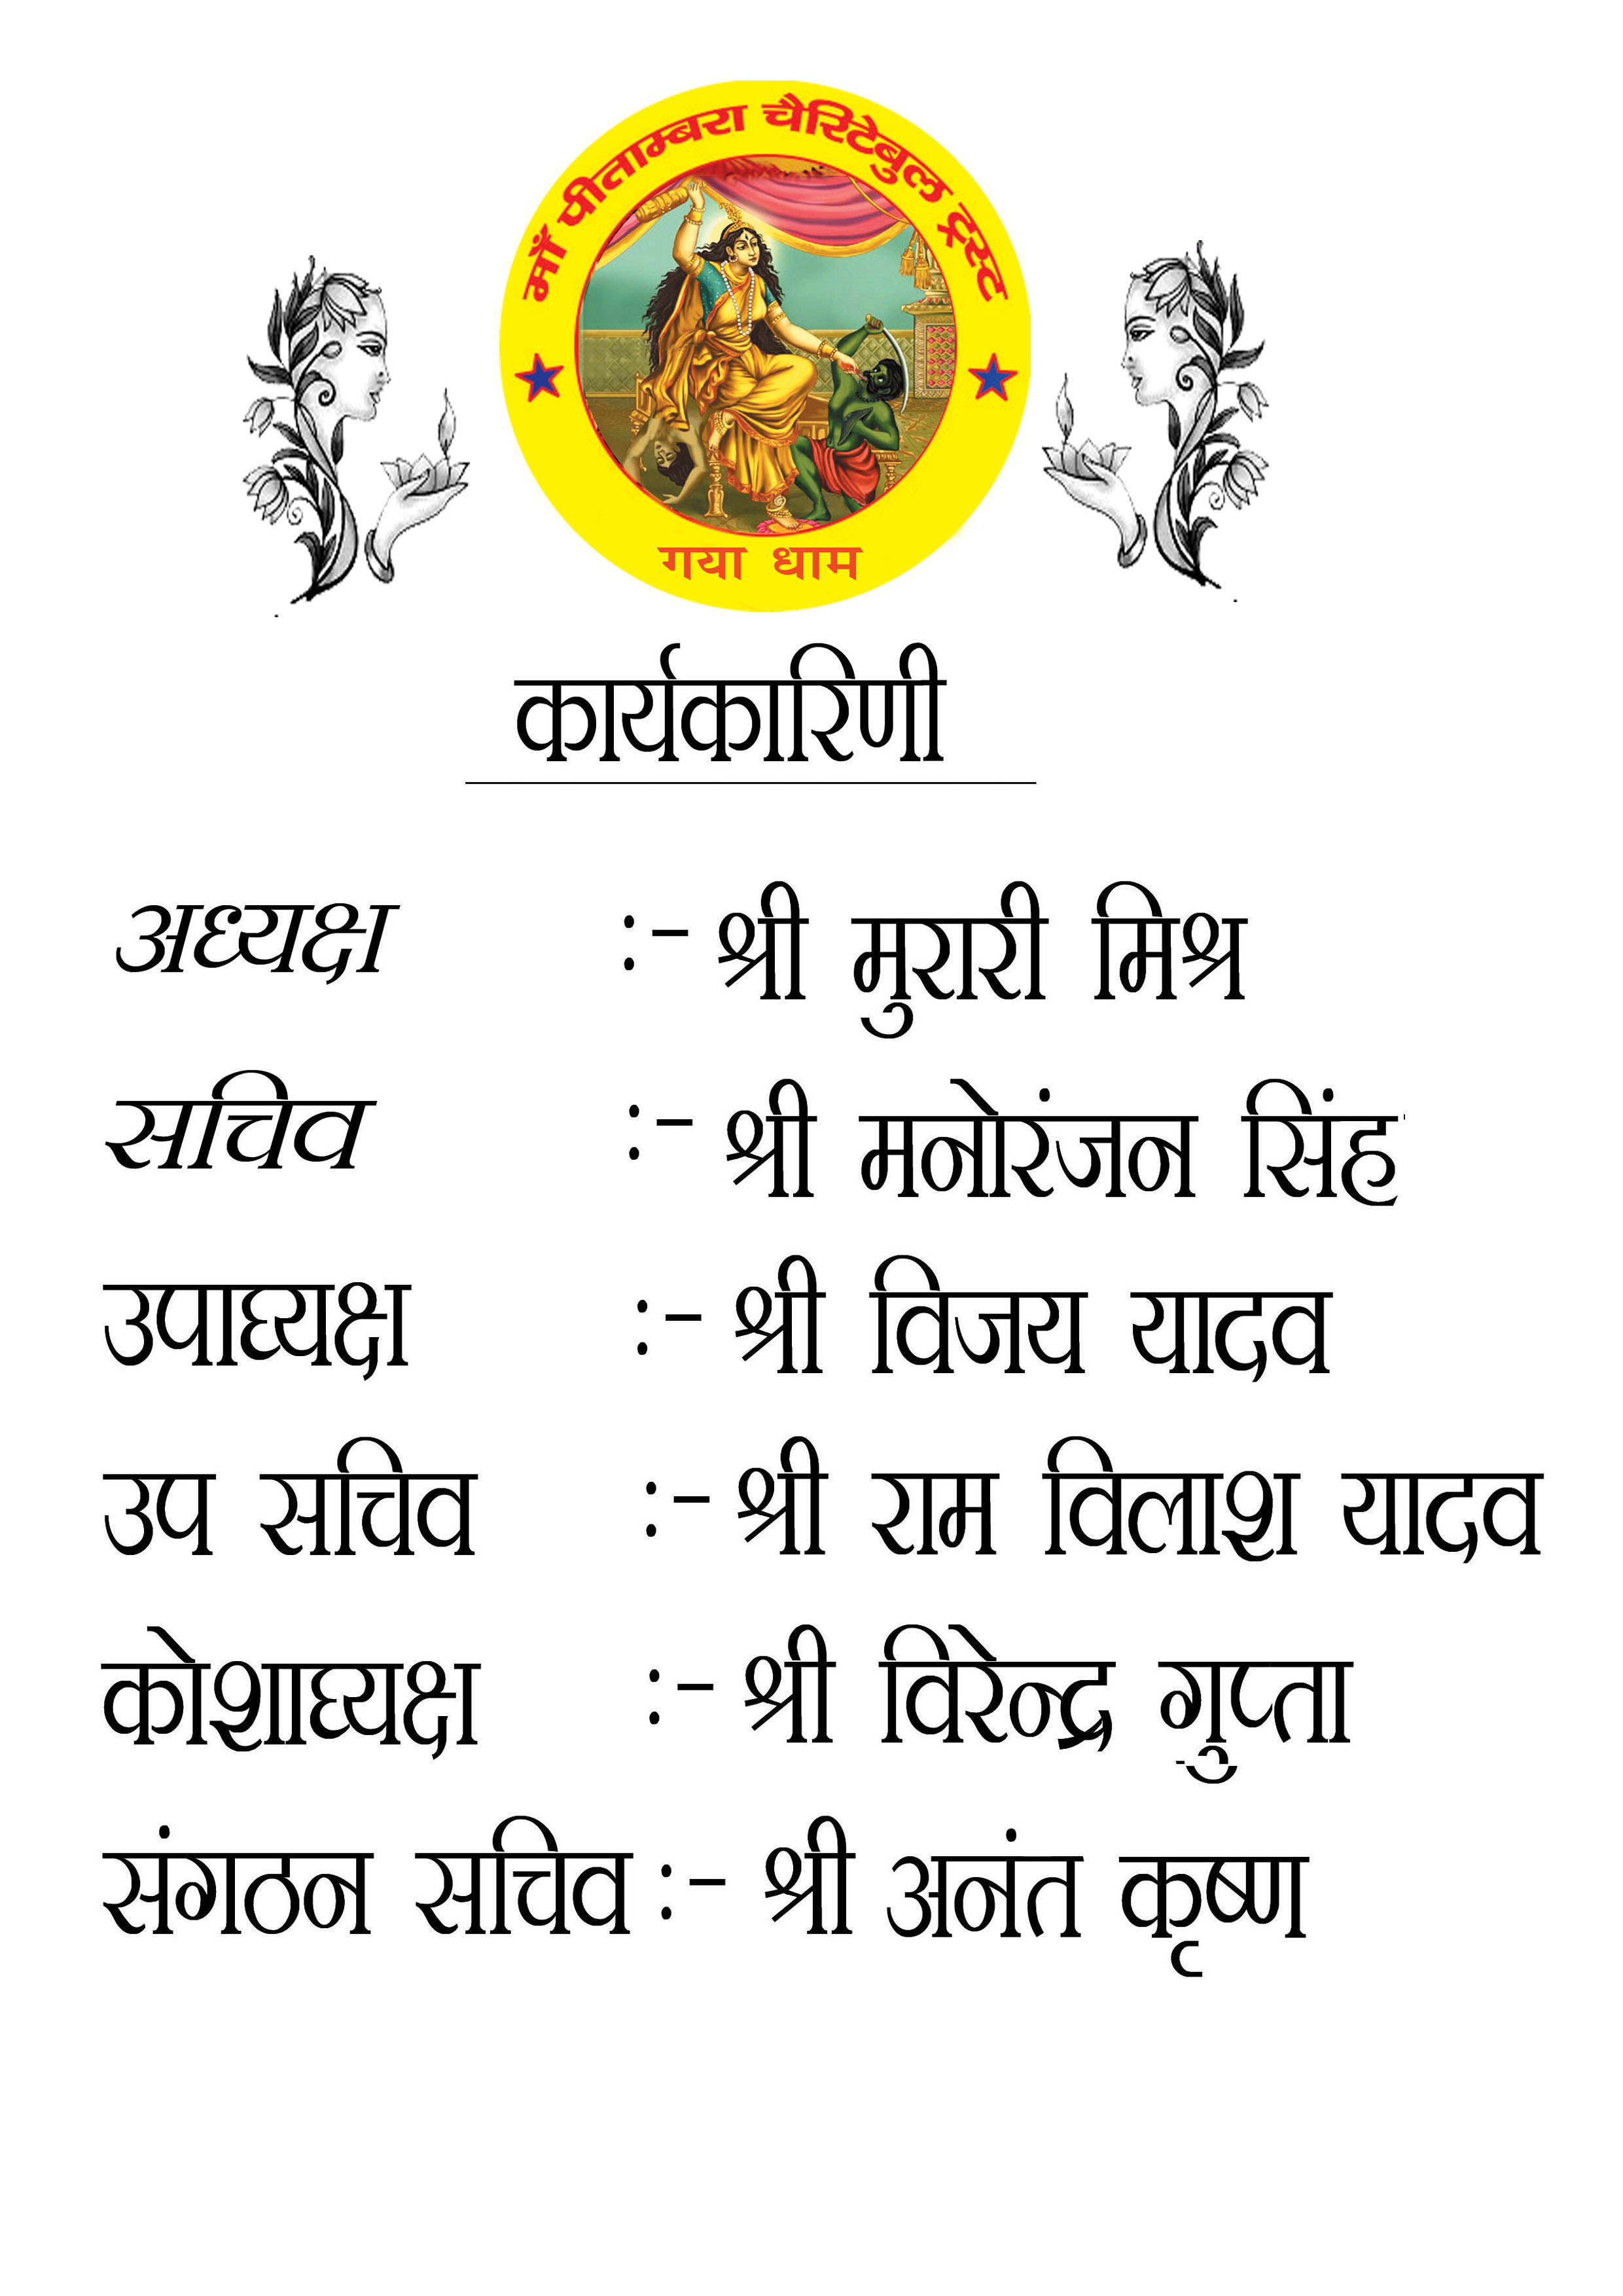 माँ पीताम्बरा चैरिटेबुल ट्रस्ट
गया धाम
कार्यकारिणी
अध्यक्ष :- श्री मुरारी मिश्र
सचिव :- श्री मनोरंजन सिंह
उपाघ्यक्ष :- श्री विजय यादव
उप सचिव :- श्री राम विलाश यादव
कोशाघ्यक्ष :- श्री विरेन्द्र गुप्ता
संगठन सचिव :- श्री अनंत कृष्ण